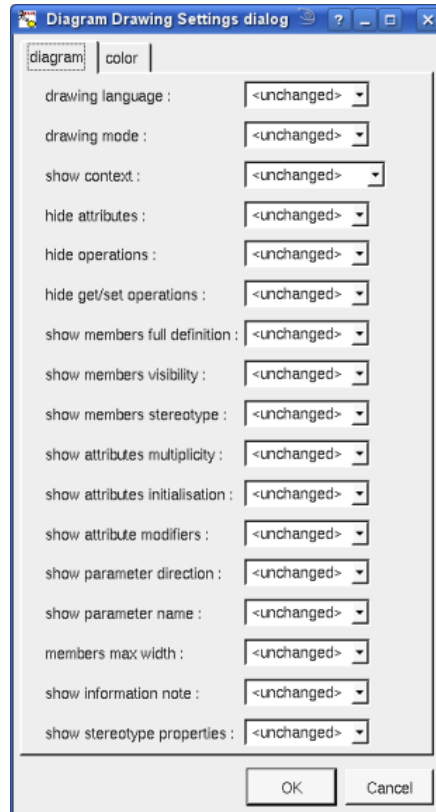 Diagram Drawing Settings dialog
diagram color
drawing language : <unchanged>
drawing mode : <unchanged>
show context : <unchanged>
hide attributes : <unchanged>
hide operations : <unchanged>
hide get/set operations : <unchanged>
show members full definition : <unchanged>
show members visibility : <unchanged>
show members stereotype : <unchanged>
show attributes multiplicity : <unchanged>
show attributes initialisation : <unchanged>
show attribute modifiers : <unchanged>
show parameter direction : <unchanged>
show parameter name : <unchanged>
members max width : <unchanged>
show information note : <unchanged>
show stereotype properties : <unchanged>
OK Cancel